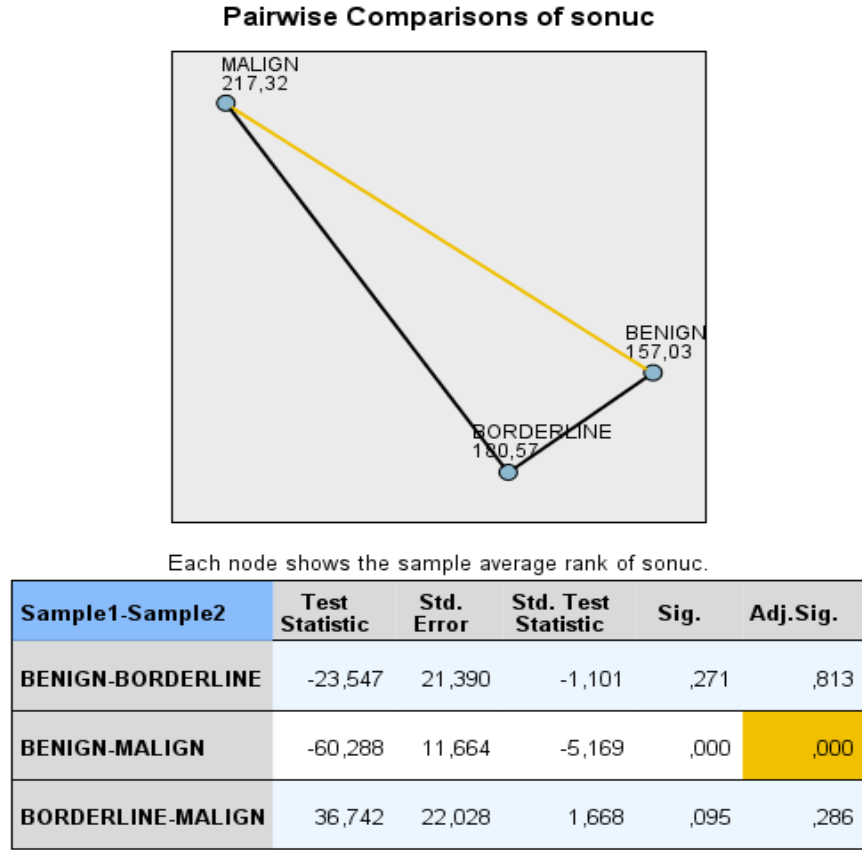 Pairwise Comparisons of sonuc
MALIGN
217,32
BENIGN
157,03
BORDERLINE
180,57
Each node shows the sample average rank of sonuc.
Sample1-Sample2 Test Statistic Std. Error Std. Test Statistic Sig. Adj.Sig.
BENIGN-BORDERLINE -23,547 21,390 -1,101 ,271 ,813
BENIGN-MALIGN -60,288 11,664 -5,169 ,000 ,000
BORDERLINE-MALIGN 36,742 22,028 1,668 ,095 ,286